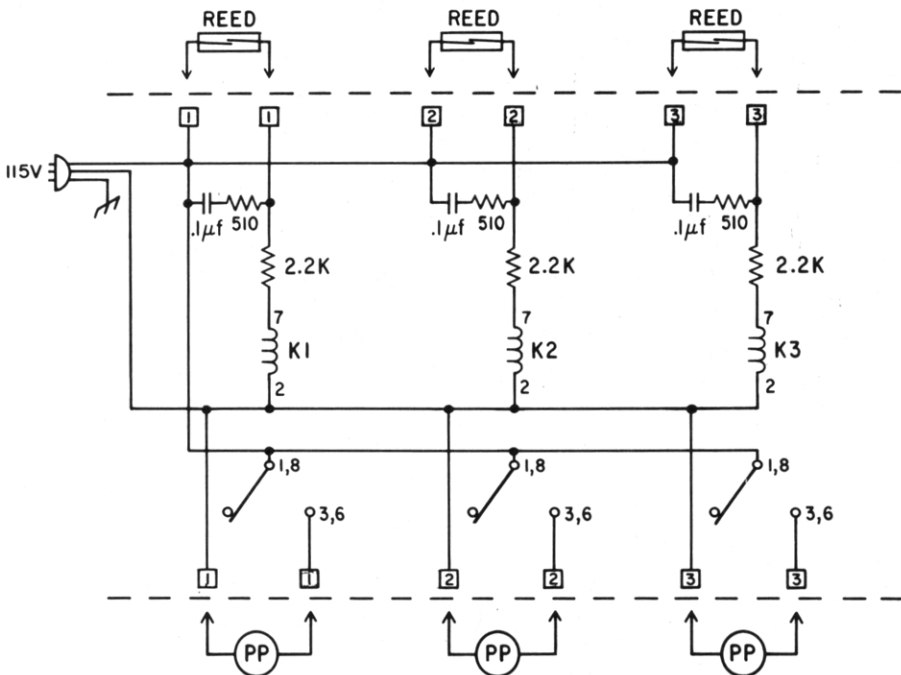 REED REED REED
1 1 2 2 3 3
115V
.1µf 510 .1µf 510 .1µf 510
2.2K 2.2K 2.2K
7 7 7
K1 K2 K3
2 2 2
1,8 1,8 1,8
3,6 3,6 3,6
1 1 2 2 3 3
PP PP PP